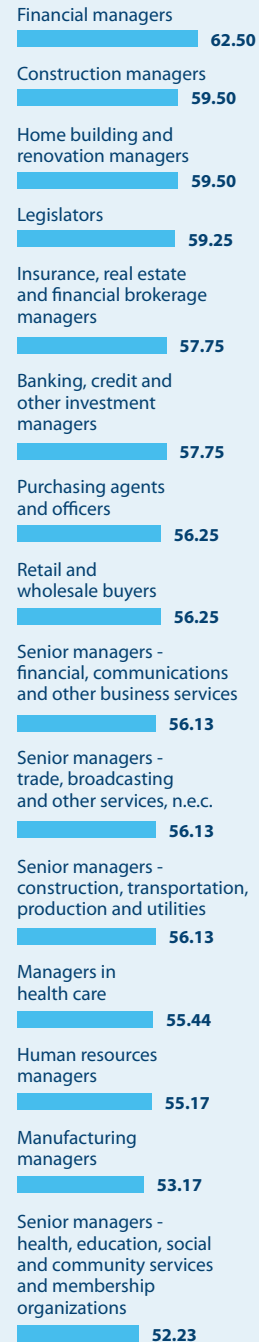 Financial managers
62.50
Construction managers
59.50
Home building and
renovation managers
59.50
Legislators
59.25
Insurance, real estate
and financial brokerage
managers
57.75
Banking, credit and
other investment
managers
57.75
Purchasing agents
and officers
56.25
Retail and
wholesale buyers
56.25
Senior managers -
financial, communications
and other business services
56.13
Senior managers -
trade, broadcasting
and other services, n.e.c.
56.13
Senior managers -
construction, transportation,
production and utilities
56.13
Managers in
health care
55.44
Human resources
managers
55.17
Manufacturing
managers
53.17
Senior managers -
health, education, social
and community services
and membership
organizations
52.23